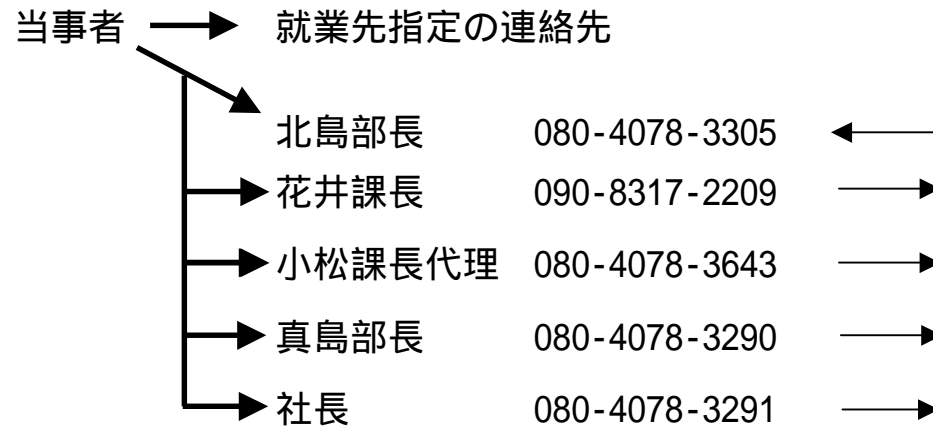 当事者 就業先指定の連絡先
北島部長 080-4078-3305
花井課長 090-8317-2209
小松課長代理 080-4078-3643
真島部長 080-4078-3290
社長 080-4078-3291